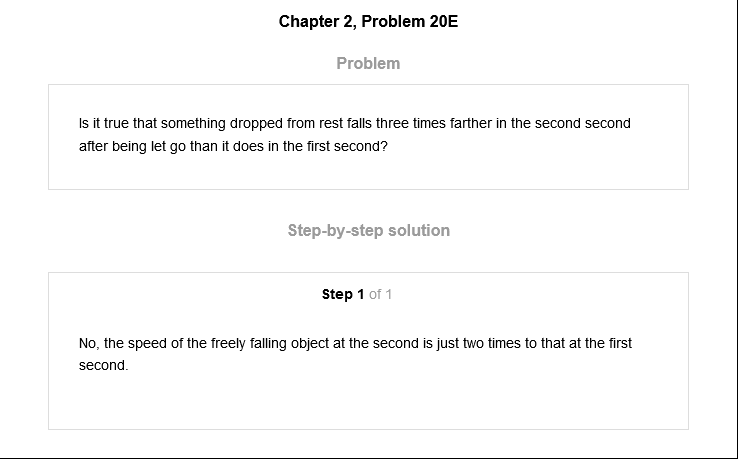 Chapter 2, Problem 20E
Problem
Is it true that something dropped from rest falls three times farther in the second second
after being let go than it does in the first second?
Step-by-step solution
Step 1 of 1
No, the speed of the freely falling object at the second is just two times to that at the first
second.